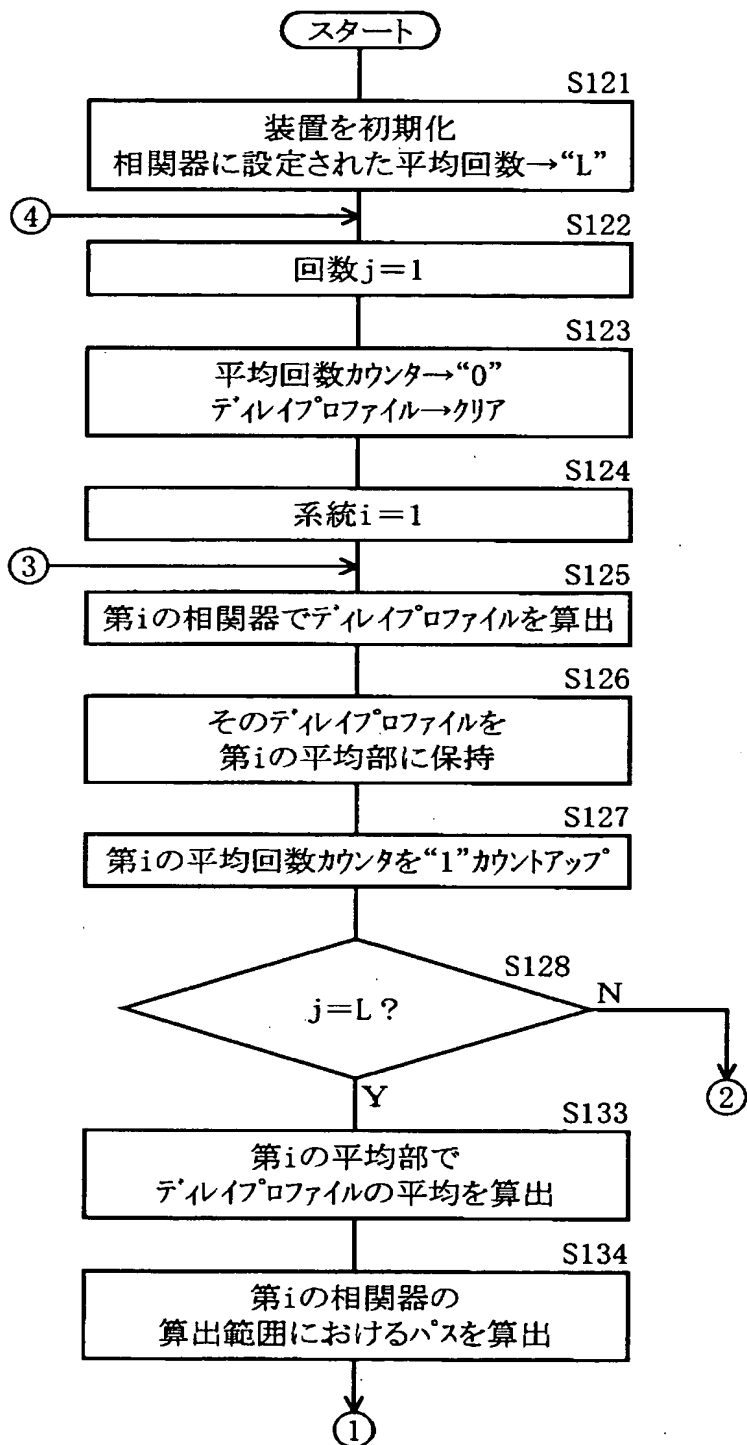 スタート
S121
装置を初期化
相関器に設定された平均回数→“L”
④
S122
回数j＝1
S123
平均回数カウンター→“0”
ディレイプロファイル→クリア
S124
系統i＝1
③
S125
第iの相関器でディレイプロファイルを算出
S126
そのディレイプロファイルを
第iの平均部に保持
S127
第iの平均回数カウンタを“1”カウントアップ
S128
j＝L？
N
Y
②
S133
第iの平均部で
ディレイプロファイルの平均を算出
S134
第iの相関器の
算出範囲におけるパスを算出
①